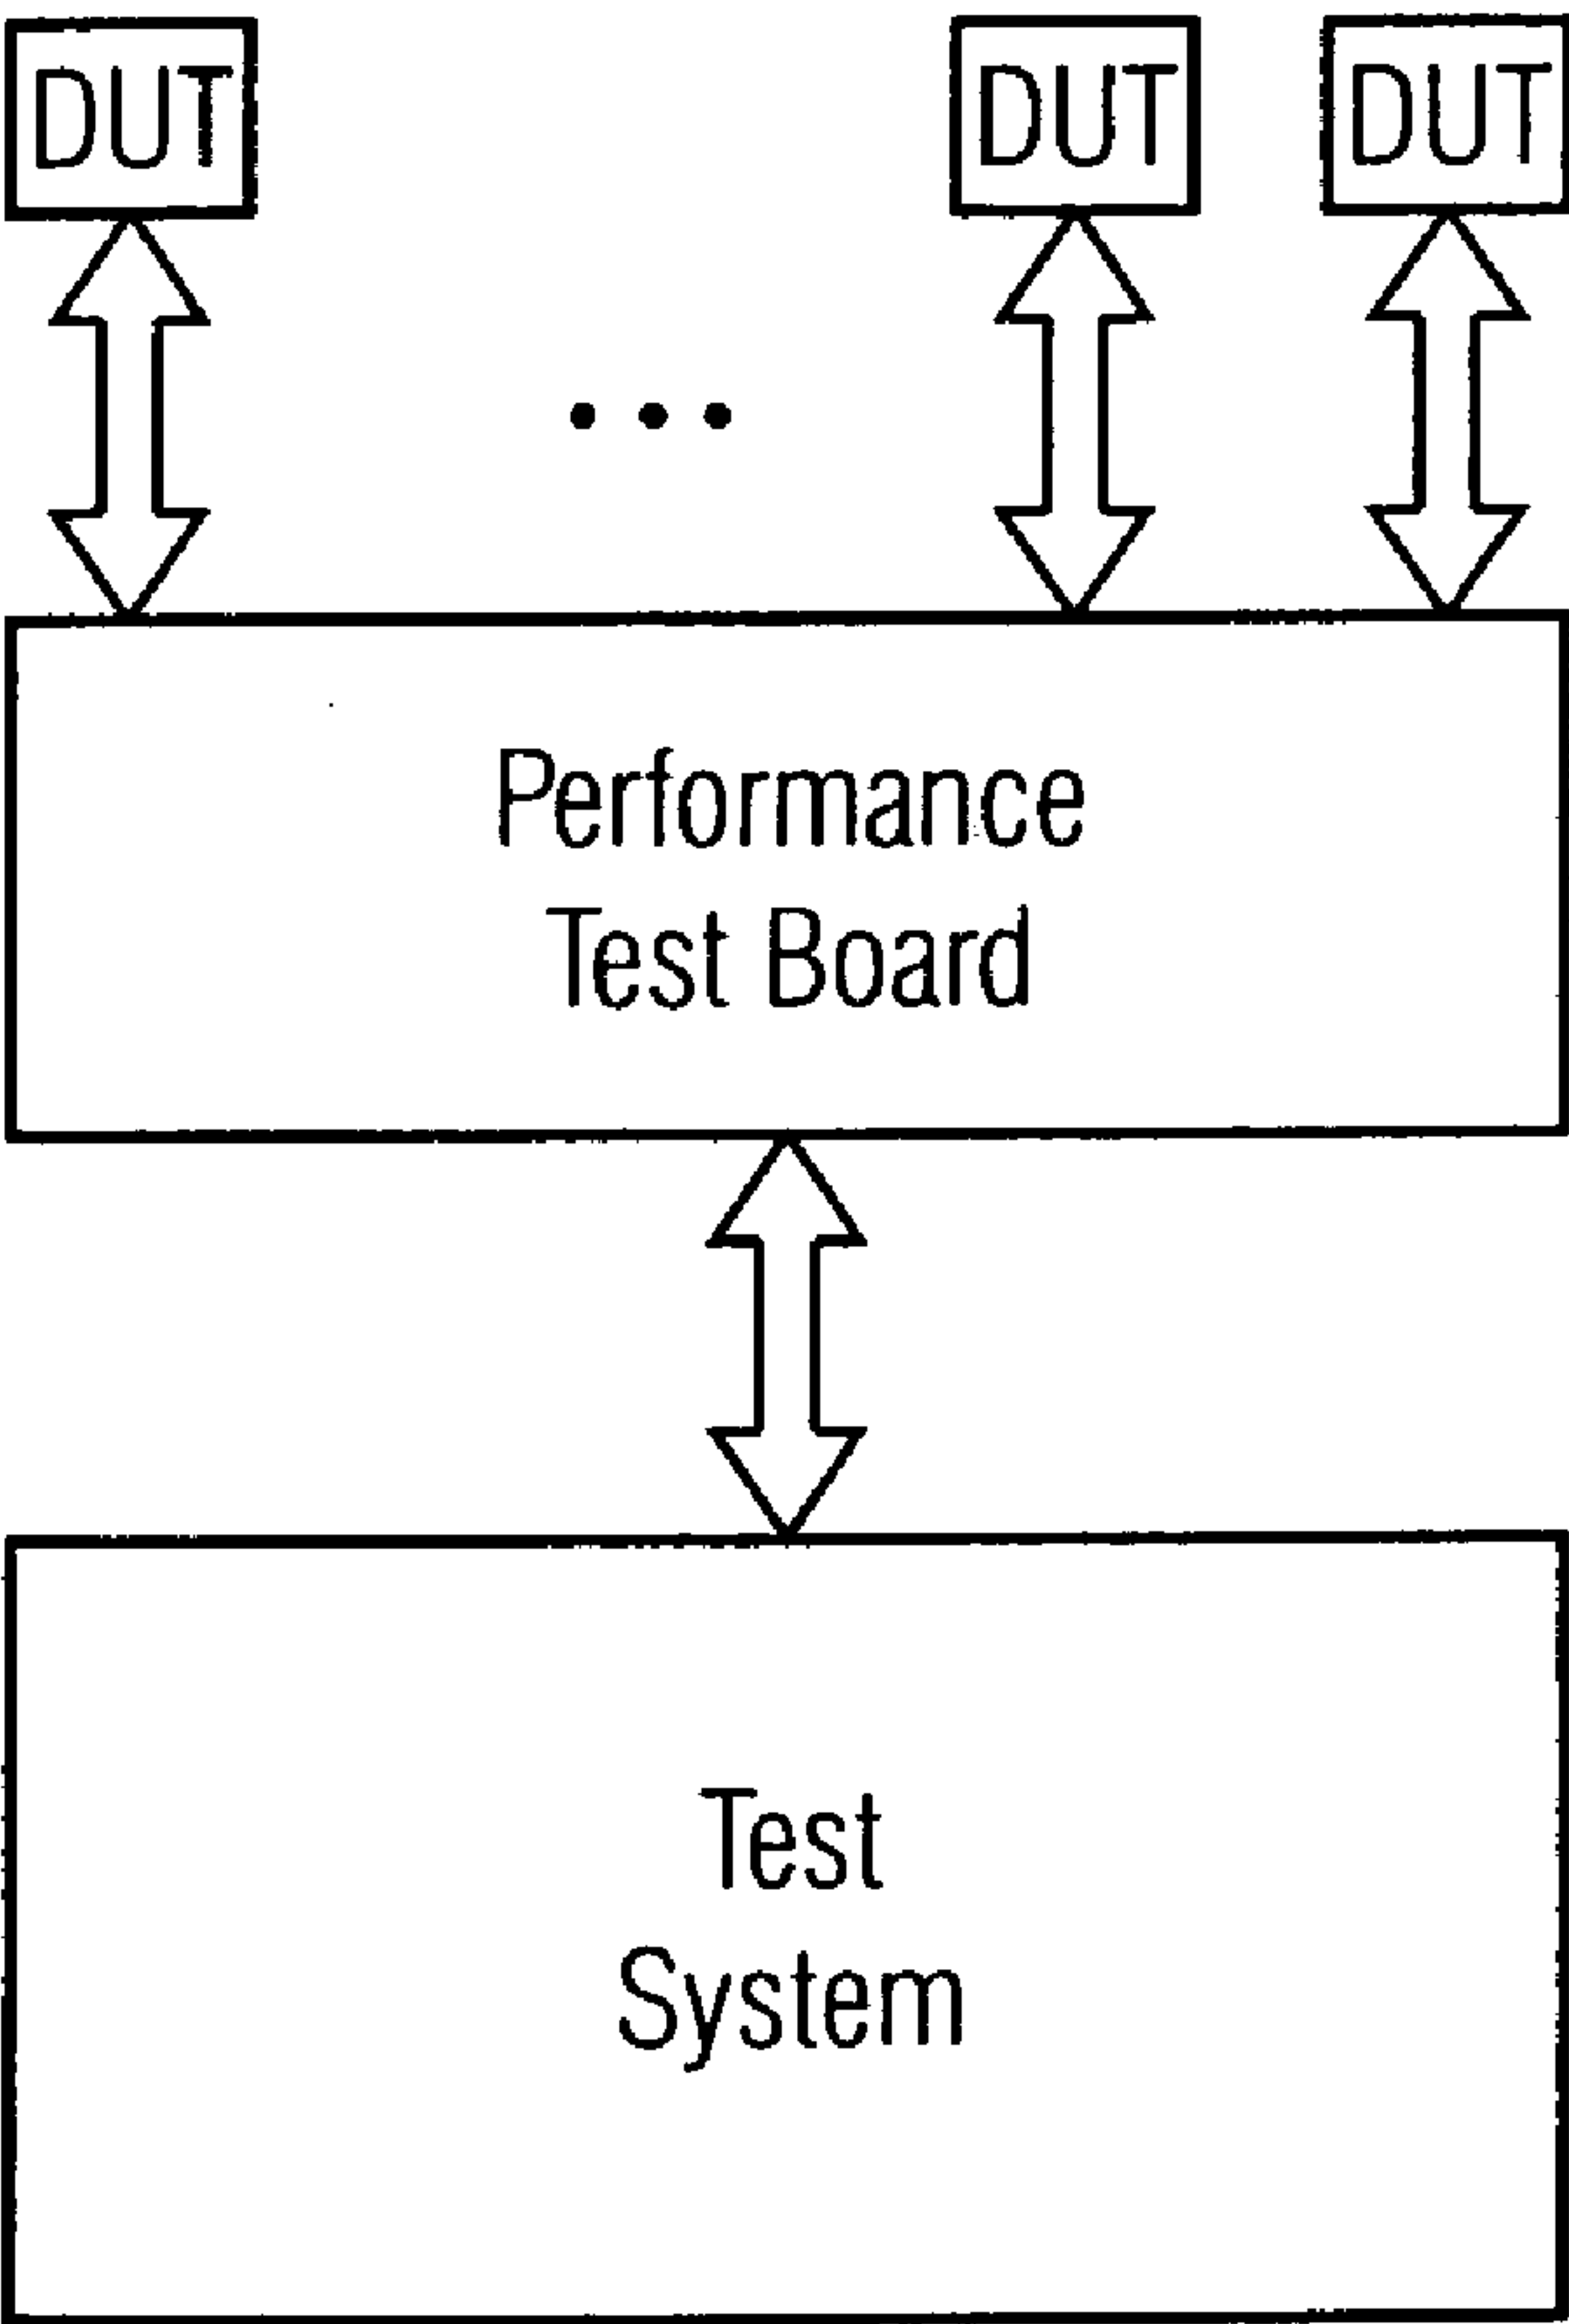 DUT
DUT
DUT
Performance
Test Board
Test
System